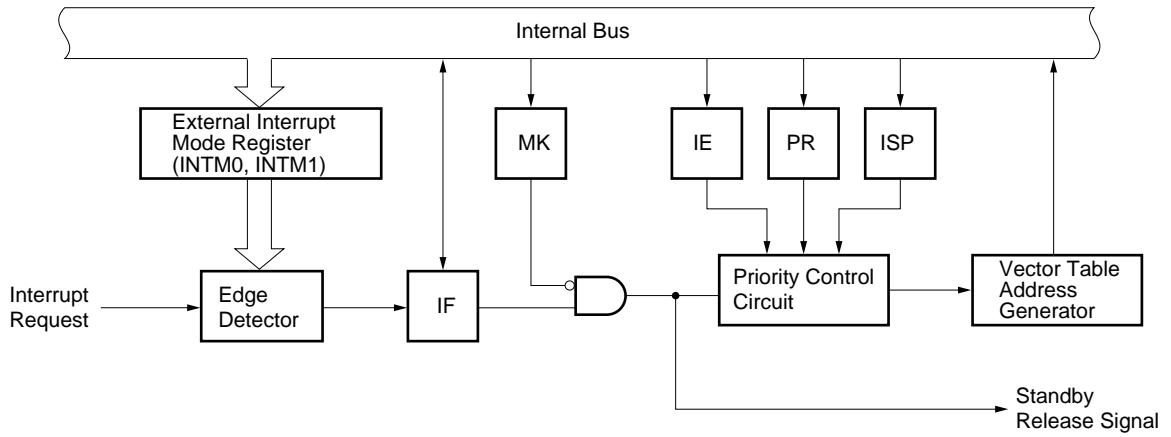 Internal Bus
External Interrupt
Mode Register
(INTM0, INTM1)
MK
IE
PR
ISP
Interrupt
Request
Edge
Detector
IF
Priority Control
Circuit
Vector Table
Address
Generator
Standby
Release Signal